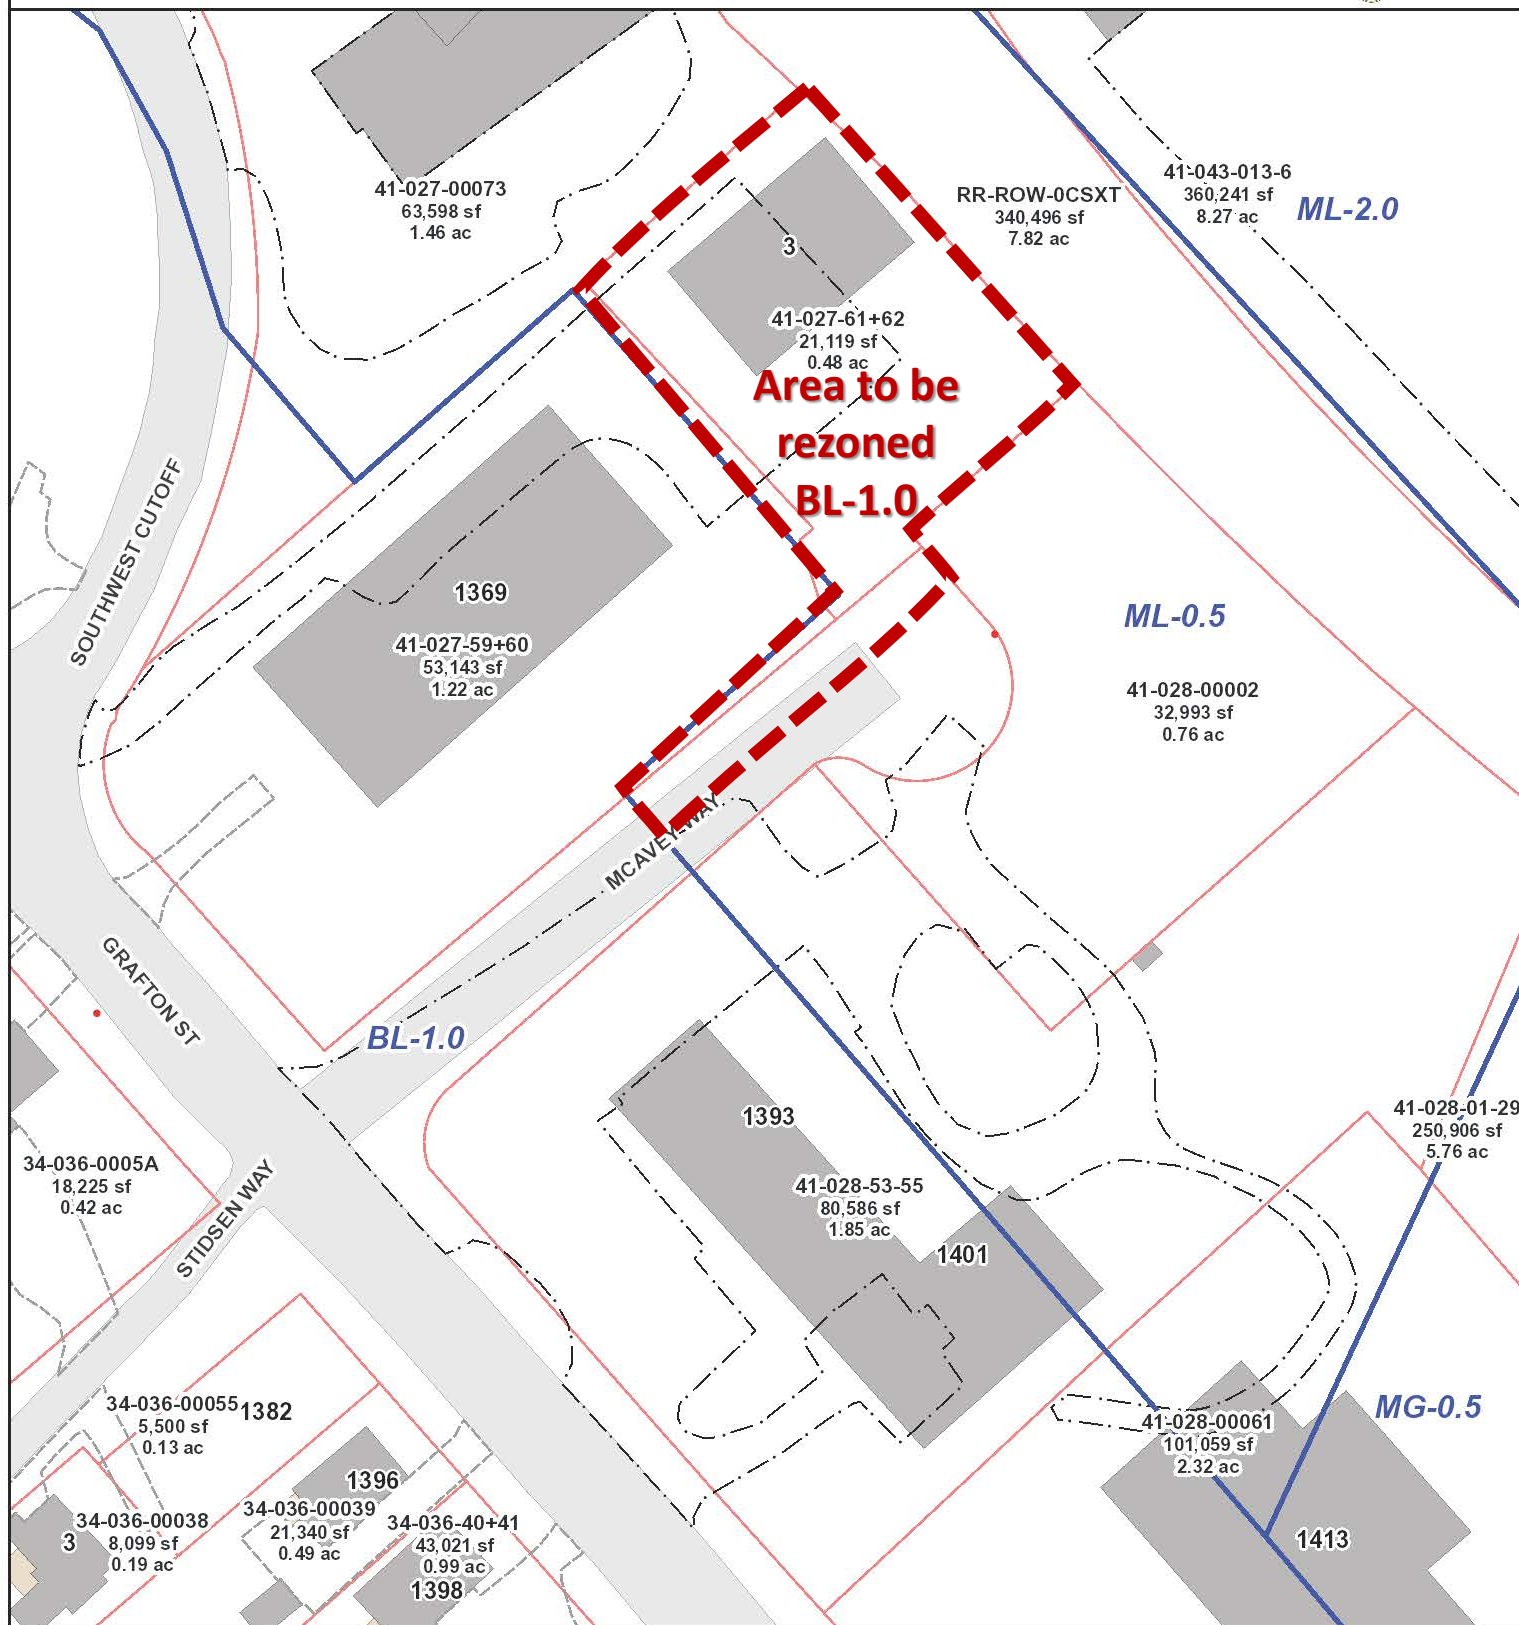 41-027-00073
63,598 sf
1.46 ac
RR-ROW-0CSXT
340,496 sf
7.82 ac
41-043-013-6
360,241 sf
8.27 ac
ML-2.0
3
41-027-61+62
21,119 sf
0.48 ac
Area to be
rezoned
BL-1.0
SOUTHWEST CUTOFF
1369
41-027-59+60
53,143 sf
1.22 ac
ML-0.5
41-028-00002
32,993 sf
0.76 ac
MCAVEY WAY
GRAFTON ST
BL-1.0
1393
41-028-53-55
80,586 sf
1.85 ac
1401
41-028-01-29
250,906 sf
5.76 ac
34-036-0005A
18,225 sf
0.42 ac
STIDSEN WAY
34-036-00055
5,500 sf
0.13 ac
1382
MG-0.5
41-028-00061
101,059 sf
2.32 ac
1413
1396
34-036-00039
21,340 sf
0.49 ac
34-036-00038
8,099 sf
0.19 ac
3
34-036-40+41
43,021 sf
0.99 ac
1398